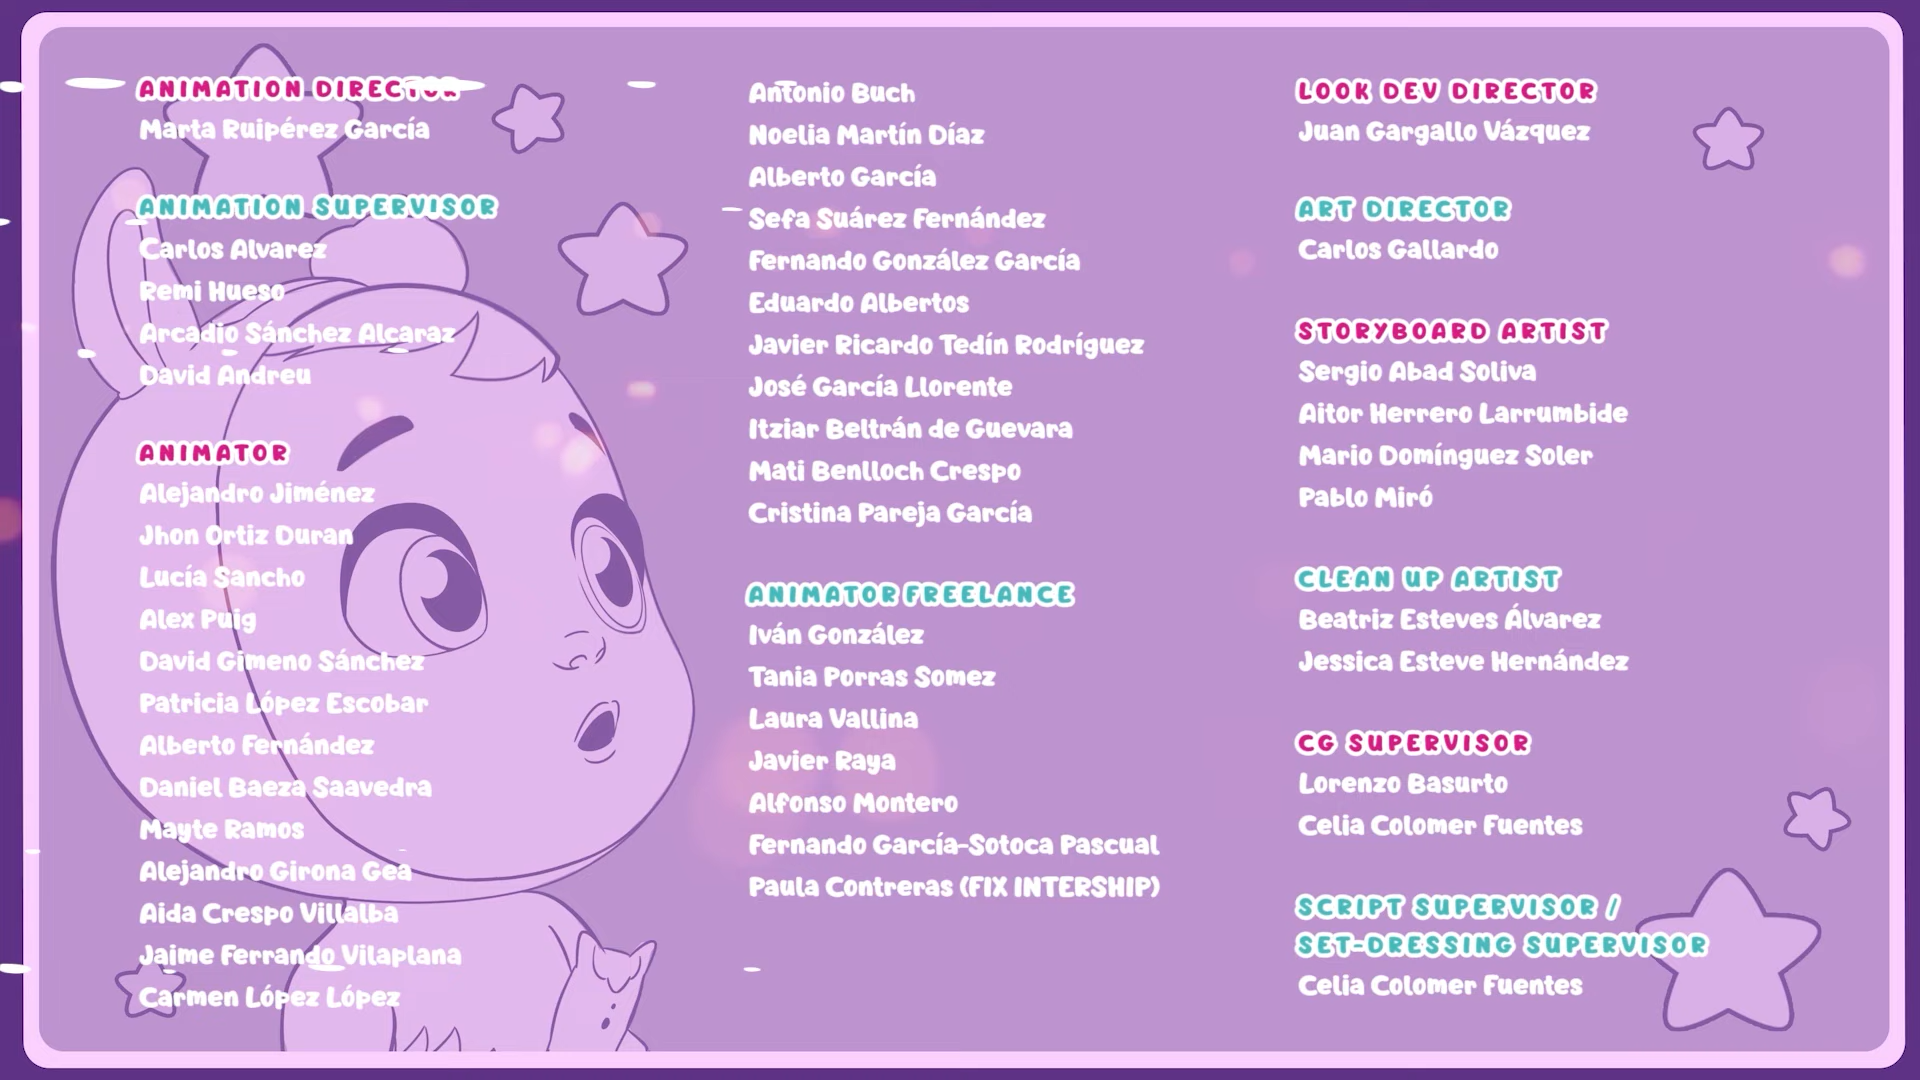 ANIMATION DIRECTOR
Marta Ruipérez García
ANIMATION SUPERVISOR
Carlos Alvarez
Remi Hueso
Arcadio Sánchez Alcaraz
David Andreu
ANIMATOR
Alejandro Jiménez
Jhon Ortiz Duran
Lucía Sancho
Alex Puig
David Gimeno Sánchez
Patricia López Escobar
Alberto Fernández
Daniel Baeza Saavedra
Mayte Ramos
Alejandro Girona Gea
Aida Crespo Villalba
Jaime Ferrando Vilaplana
Carmen López López
Antonio Buch
Noelia Martín Díaz
Alberto García
Sefa Suárez Fernández
Fernando González García
Eduardo Albertos
Javier Ricardo Tedín Rodríguez
José García Llorente
Itziar Beltrán de Guevara
Mati Benlloch Crespo
Cristina Pareja García
ANIMATOR FREELANCE
Iván González
Tania Porras Somez
Laura Vallina
Javier Raya
Alfonso Montero
Fernando García-Sotoca Pascual
Paula Contreras (FIX INTERSHIP)
LOOK DEV DIRECTOR
Juan Gargallo Vázquez
ART DIRECTOR
Carlos Gallardo
STORYBOARD ARTIST
Sergio Abad Soliva
Aitor Herrero Larrumbide
Mario Domínguez Soler
Pablo Miró
CLEAN UP ARTIST
Beatriz Esteves Álvarez
Jessica Esteve Hernández
CG SUPERVISOR
Lorenzo Basurto
Celia Colomer Fuentes
SCRIPT SUPERVISOR /
SET-DRESSING SUPERVISOR
Celia Colomer Fuentes